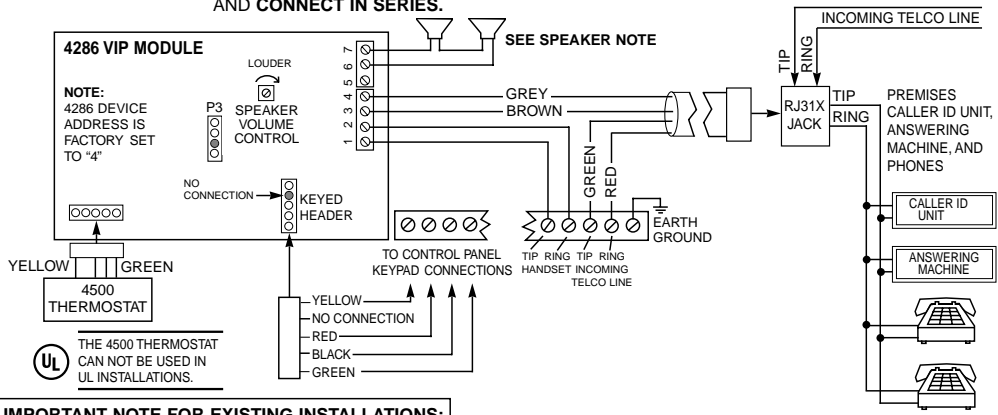 AND CONNECT IN SERIES.
INCOMING TELCO LINE
4286 VIP MODULE
SEE SPEAKER NOTE
LOUDER
SPEAKER
VOLUME
CONTROL
NOTE:
4286 DEVICE
ADDRESS IS
FACTORY SET
TO “4”
P3
7
6
5
4
3
2
1
GREY
BROWN
GREEN
RED
TIP
RING
RJ31X
JACK
TIP
RING
PREMISES
CALLER ID UNIT,
ANSWERING
MACHINE, AND
PHONES
NO
CONNECTION
KEYED
HEADER
CALLER ID
UNIT
EARTH
GROUND
TO CONTROL PANEL
KEYPAD CONNECTIONS
TIP RING TIP RING
HANDSET INCOMING
TELCO LINE
ANSWERING
MACHINE
YELLOW
GREEN
4500
THERMOSTAT
YELLOW
NO CONNECTION
RED
BLACK
GREEN
UL
THE 4500 THERMOSTAT
CAN NOT BE USED IN
UL INSTALLATIONS.
IMPORTANT NOTE FOR EXISTING INSTALLATIONS: